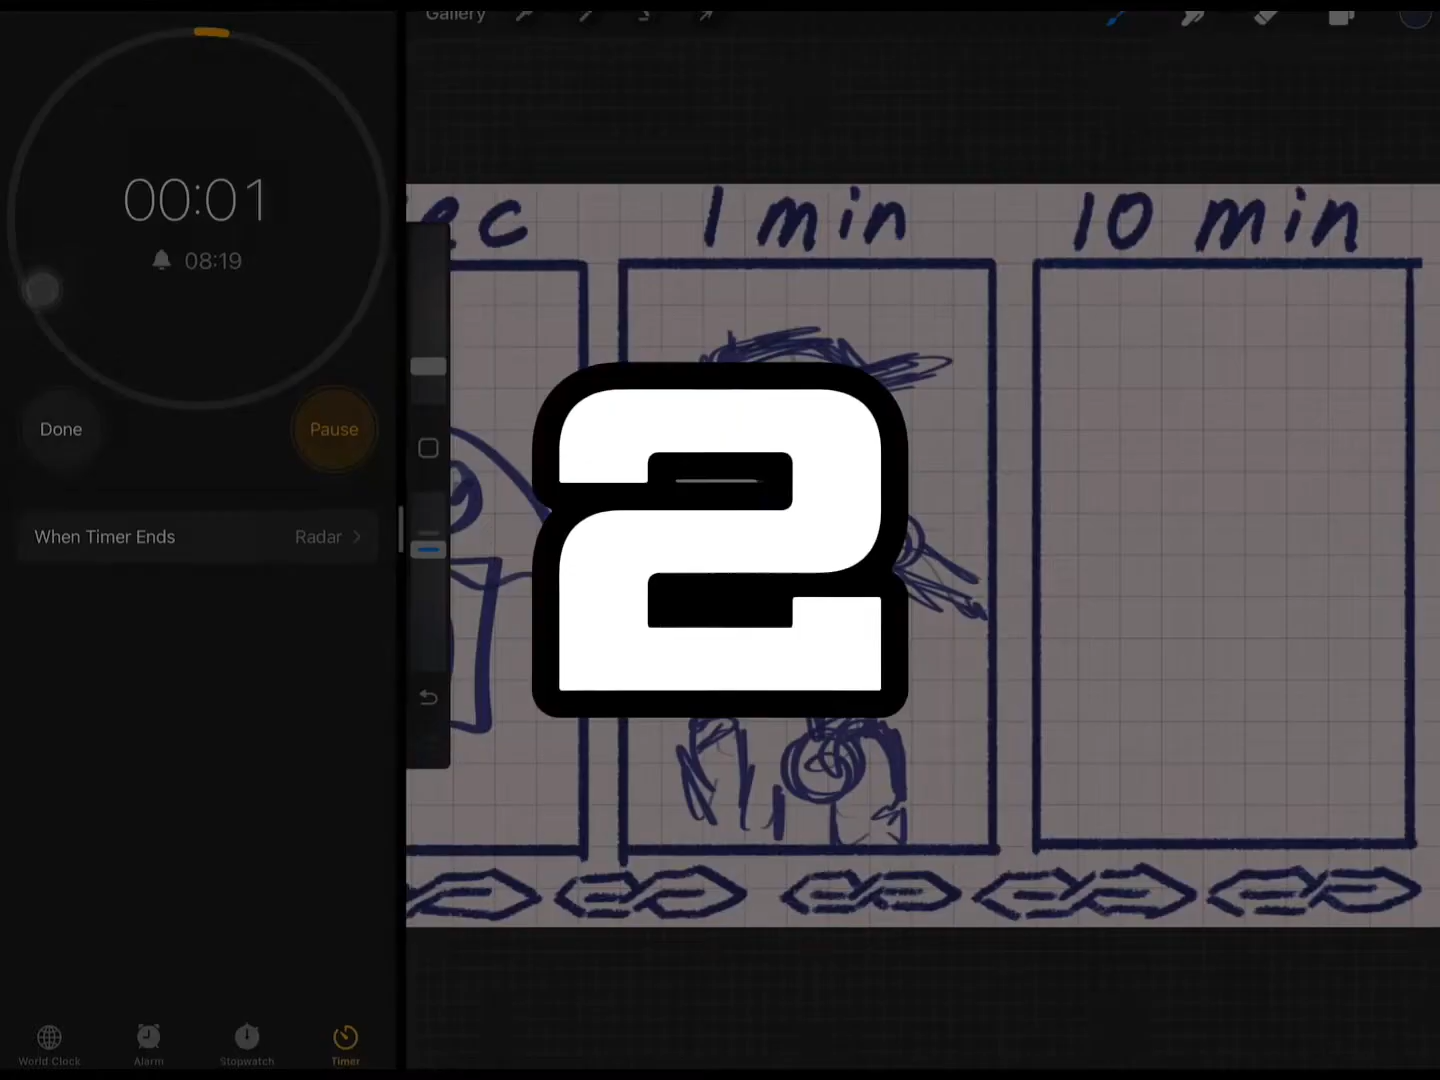 Gallery
00:01
08:19
Done
Pause
When Timer Ends
Radar
World Clock
Alarm
Stopwatch
Timer
ec
1 min
10 min
2